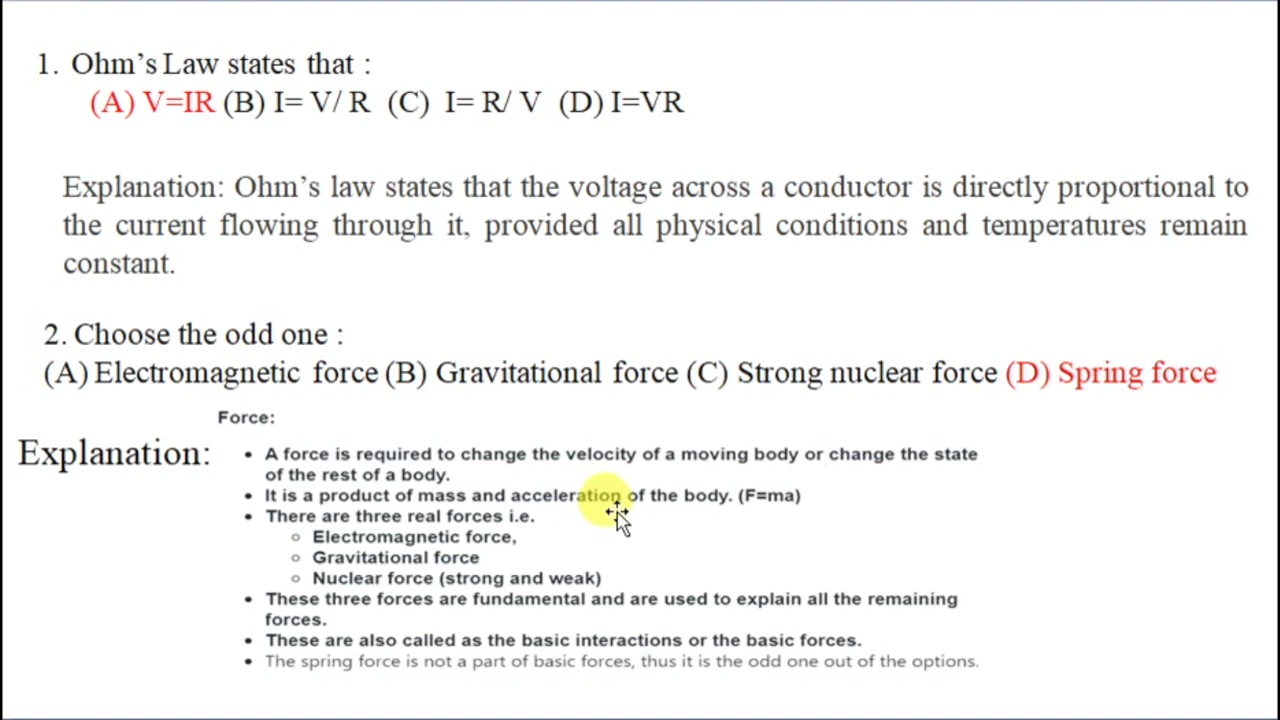 1. Ohm's Law states that :
(A) V=IR (B) I= V/ R (C) I= R/ V (D) I=VR
Explanation: Ohm's law states that the voltage across a conductor is directly proportional to
the current flowing through it, provided all physical conditions and temperatures remain
constant.
2. Choose the odd one :
(A) Electromagnetic force (B) Gravitational force (C) Strong nuclear force (D) Spring force
Force:
Explanation:
• A force is required to change the velocity of a moving body or change the state
of the rest of a body.
• It is a product of mass and acceleration of the body. (F=ma)
• There are three real forces i.e.
○ Electromagnetic force,
○ Gravitational force
○ Nuclear force (strong and weak)
• These three forces are fundamental and are used to explain all the remaining
forces.
• These are also called as the basic interactions or the basic forces.
• The spring force is not a part of basic forces, thus it is the odd one out of the options.